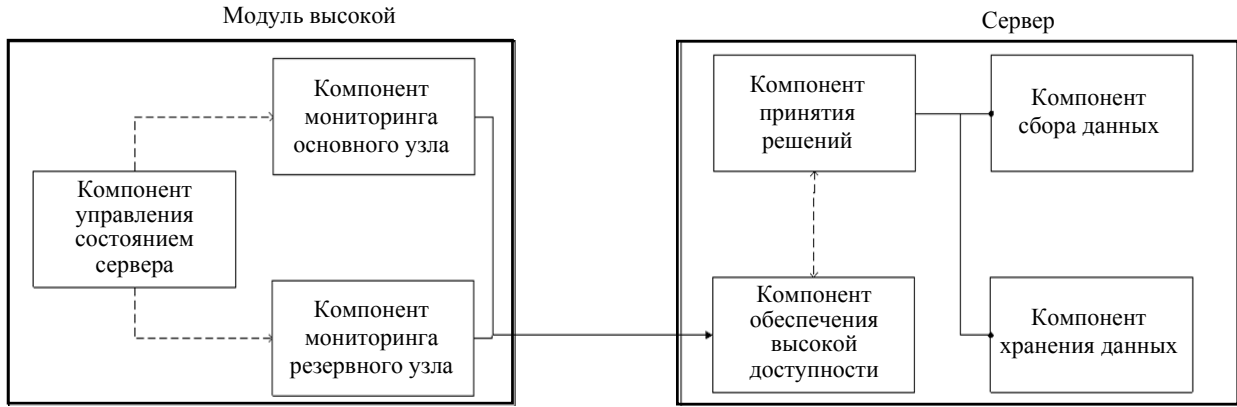 Модуль высокой
Сервер
Компонент
мониторинга
основного узла
Компонент
управления
состоянием
сервера
Компонент
мониторинга
резервного узла
Компонент
принятия
решений
Компонент
сбора данных
Компонент
обеспечения
высокой
доступности
Компонент
хранения данных